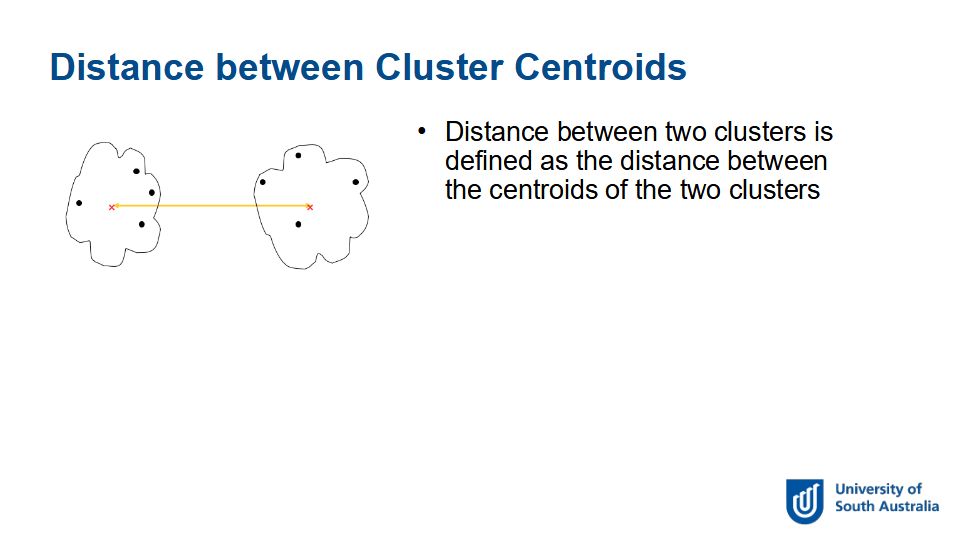 Distance between Cluster Centroids
• Distance between two clusters is
defined as the distance between
the centroids of the two clusters
University of
South Australia